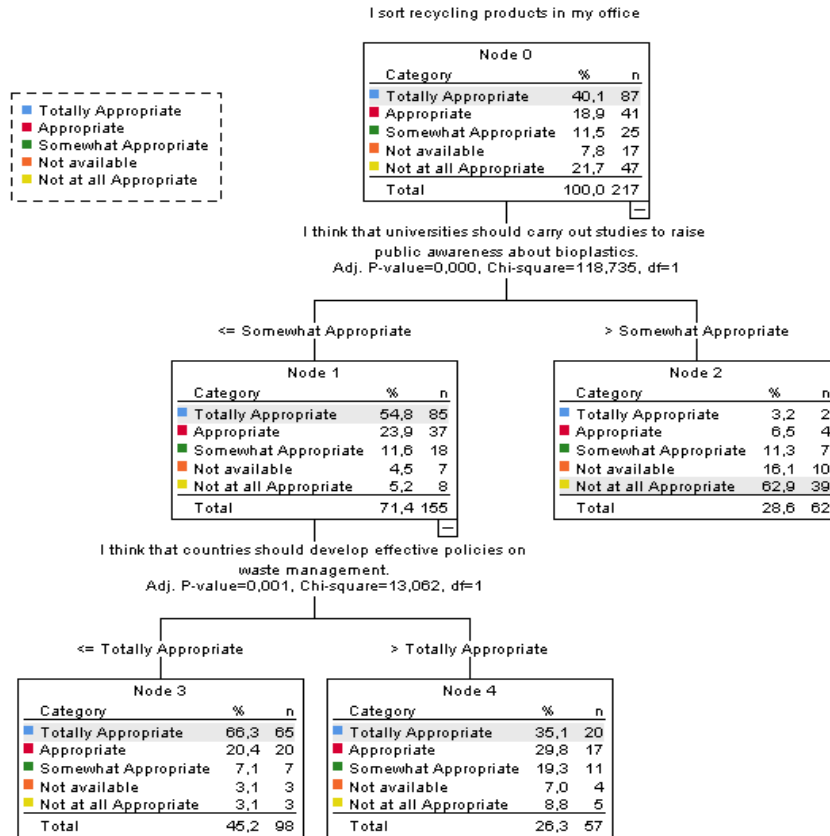 I sort recycling products in my office
Totally Appropriate
Appropriate
Somewhat Appropriate
Not available
Not at all Appropriate
Node 0
Category % n
Totally Appropriate 40,1 87
Appropriate 18,9 41
Somewhat Appropriate 11,5 25
Not available 7,8 17
Not at all Appropriate 21,7 47
Total 100,0 217
I think that universities should carry out studies to raise
public awareness about bioplastics.
Adj. P-value=0,000, Chi-square=118,735, df=1
<= Somewhat Appropriate
> Somewhat Appropriate
Node 1
Category % n
Totally Appropriate 54,8 85
Appropriate 23,9 37
Somewhat Appropriate 11,6 18
Not available 4,5 7
Not at all Appropriate 5,2 8
Total 71,4 155
Node 2
Category % n
Totally Appropriate 3,2 2
Appropriate 6,5 4
Somewhat Appropriate 11,3 7
Not available 16,1 10
Not at all Appropriate 62,9 39
Total 28,6 62
I think that countries should develop effective policies on
waste management.
Adj. P-value=0,001, Chi-square=13,062, df=1
<= Totally Appropriate
> Totally Appropriate
Node 3
Category % n
Totally Appropriate 66,3 65
Appropriate 20,4 20
Somewhat Appropriate 7,1 7
Not available 3,1 3
Not at all Appropriate 3,1 3
Total 45,2 98
Node 4
Category % n
Totally Appropriate 35,1 20
Appropriate 29,8 17
Somewhat Appropriate 19,3 11
Not available 7,0 4
Not at all Appropriate 8,8 5
Total 26,3 57